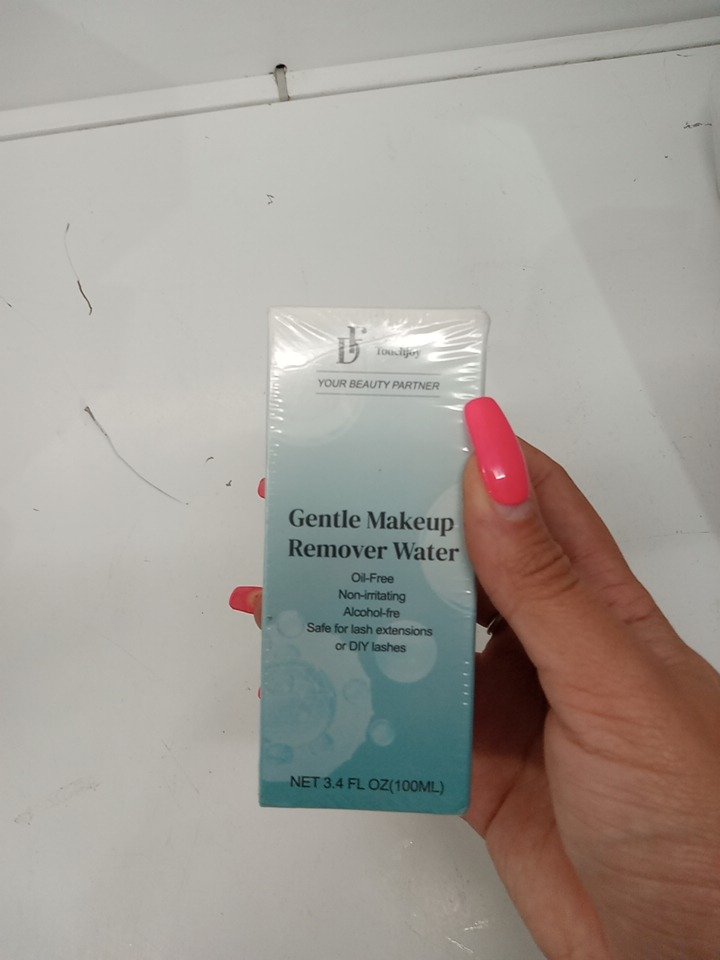 Touchjoy
YOUR BEAUTY PARTNER
Gentle Makeup
Remover Water
Oil-Free
Non-irritating
Alcohol-fre
Safe for lash extensions
or DIY lashes
NET 3.4 FL OZ(100ML)